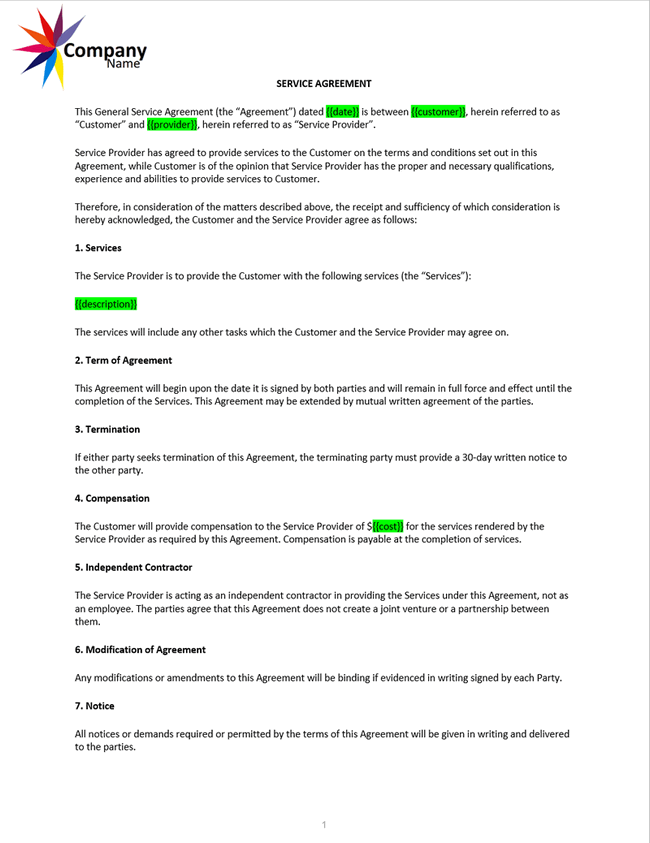 Company
Name
SERVICE AGREEMENT
This General Service Agreement (the “Agreement”) dated {{date}} is between {{customer}}, herein referred to as
“Customer” and {{provider}}, herein referred to as “Service Provider”.
Service Provider has agreed to provide services to the Customer on the terms and conditions set out in this
Agreement, while Customer is of the opinion that Service Provider has the proper and necessary qualifications,
experience and abilities to provide services to Customer.
Therefore, in consideration of the matters described above, the receipt and sufficiency of which consideration is
hereby acknowledged, the Customer and the Service Provider agree as follows:
1. Services
The Service Provider is to provide the Customer with the following services (the “Services”):
{{description}}
The services will include any other tasks which the Customer and the Service Provider may agree on.
2. Term of Agreement
This Agreement will begin upon the date it is signed by both parties and will remain in full force and effect until the
completion of the Services. This Agreement may be extended by mutual written agreement of the parties.
3. Termination
If either party seeks termination of this Agreement, the terminating party must provide a 30-day written notice to
the other party.
4. Compensation
The Customer will provide compensation to the Service Provider of ${{cost}} for the services rendered by the
Service Provider as required by this Agreement. Compensation is payable at the completion of services.
5. Independent Contractor
The Service Provider is acting as an independent contractor in providing the Services under this Agreement, not as
an employee. The parties agree that this Agreement does not create a joint venture or a partnership between
them.
6. Modification of Agreement
Any modifications or amendments to this Agreement will be binding if evidenced in writing signed by each Party.
7. Notice
All notices or demands required or permitted by the terms of this Agreement will be given in writing and delivered
to the parties.
1